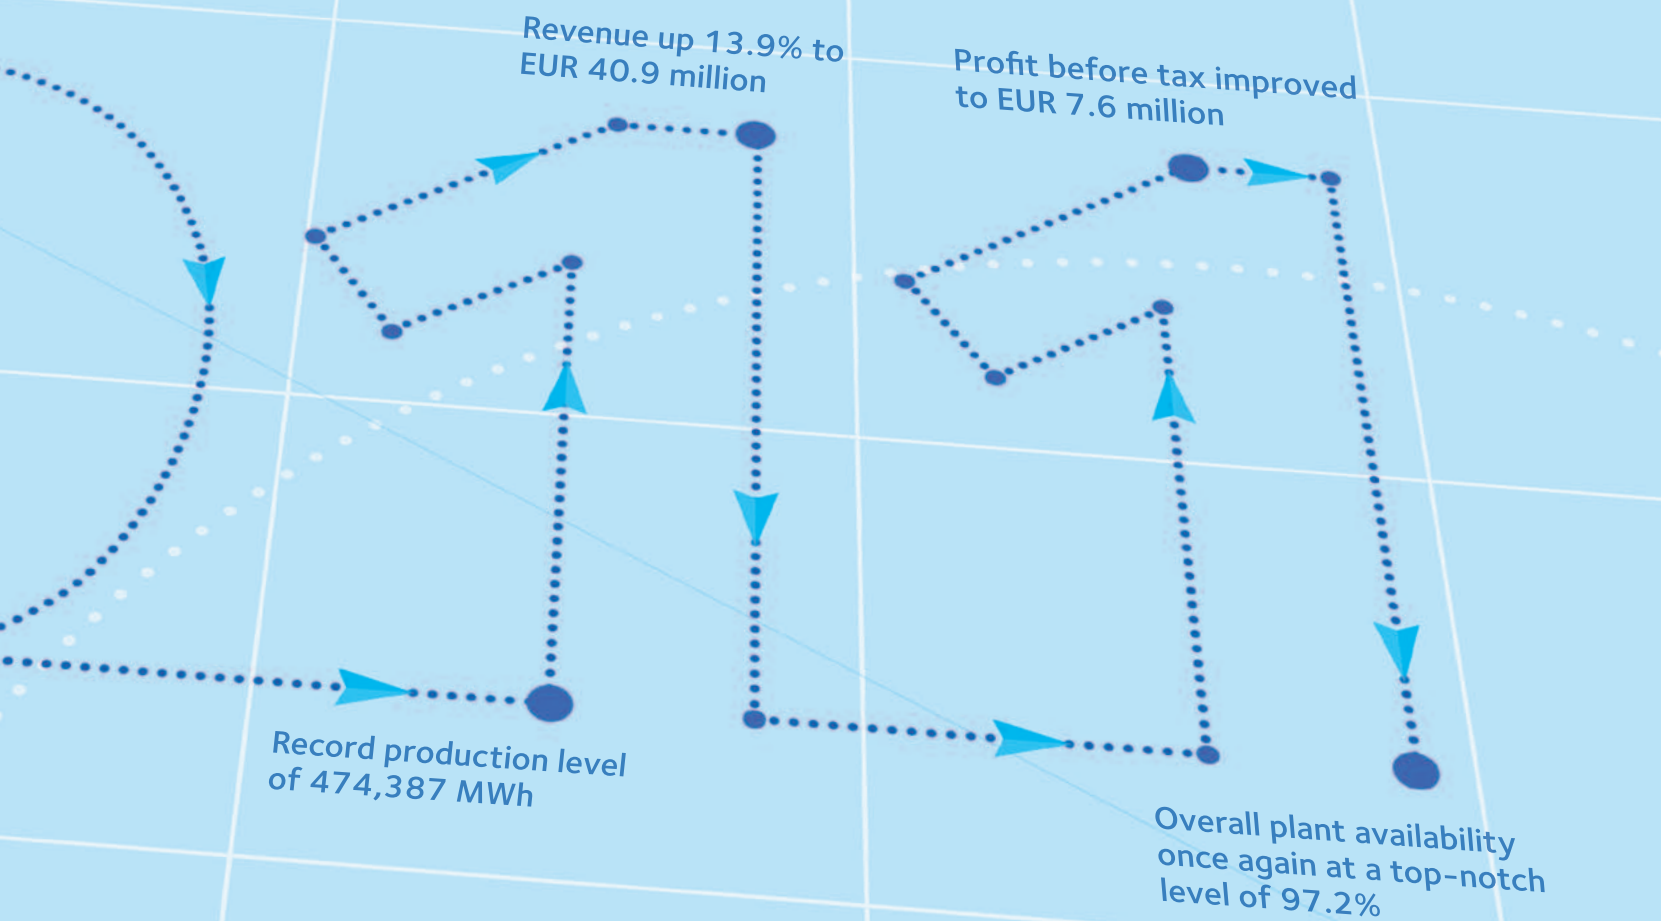 Revenue up 13.9% to
EUR 40.9 million
Profit before tax improved
to EUR 7.6 million
Record production level
of 474,387 MWh
Overall plant availability
once again at a top-notch
level of 97.2%